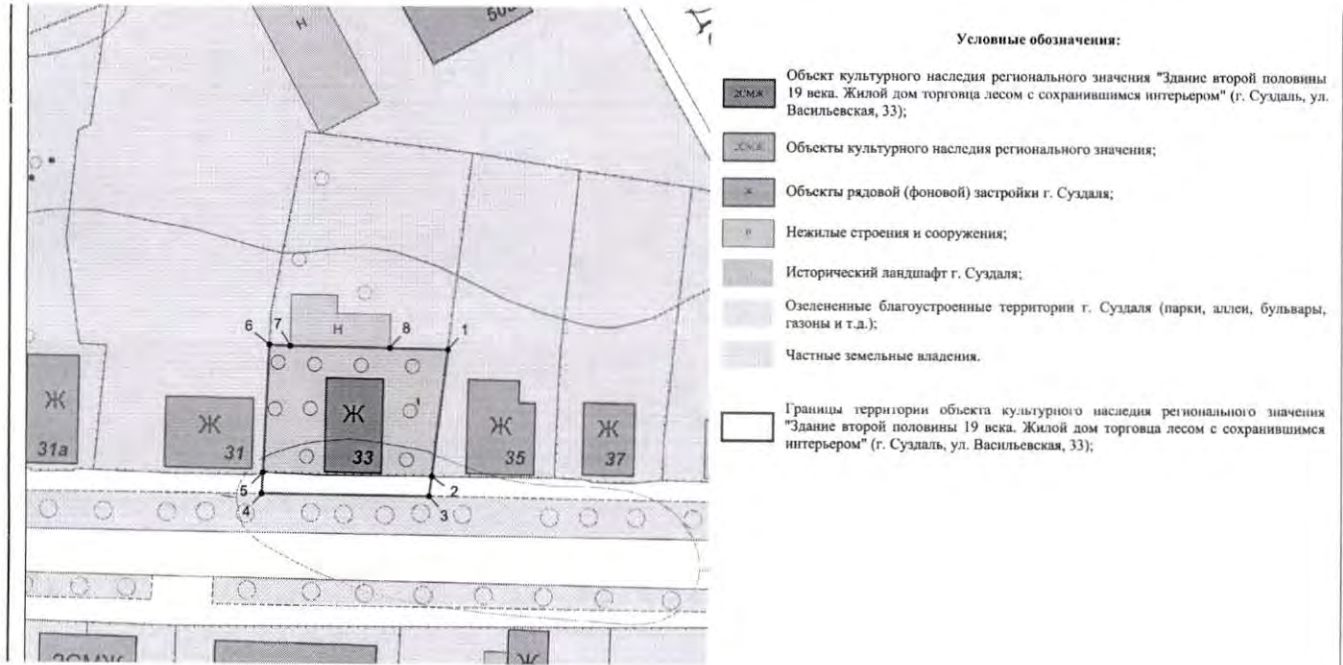 Н
50а
6
7
8
1
Н
Ж
31а
Ж
31
Ж
33
Ж
35
Ж
37
5
4
2
3
2СМЖ
Ж
Ж
Условные обозначения:
2СМЖ
Объект культурного наследия регионального значения "Здание второй половины
19 века. Жилой дом торговца лесом с сохранившимся интерьером" (г. Суздаль, ул.
Васильевская, 33);
2СМЖ
Объекты культурного наследия регионального значения;
Ж
Объекты рядовой (фоновой) застройки г. Суздаля;
Н
Нежилые строения и сооружения;
Исторический ландшафт г. Суздаля;
Озелененные благоустроенные территории г. Суздаля (парки, аллеи, бульвары,
газоны и т.д.);
Частные земельные владения.
Границы территории объекта культурного наследия регионального значения
"Здание второй половины 19 века. Жилой дом торговца лесом с сохранившимся
интерьером" (г. Суздаль, ул. Васильевская, 33);